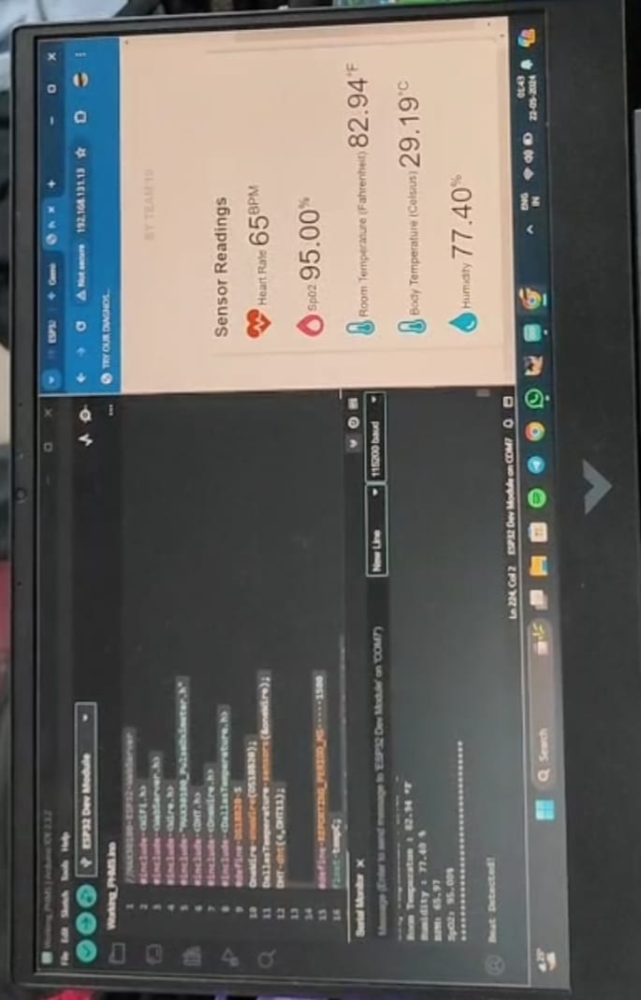 Working_PHMS | Arduino IDE 2.3.2
File Edit Sketch Tools Help
ESP32 Dev Module
Working_PHMS.ino
1 //MAX30100-ESP32-WebServer
2 #include<WiFi.h>
3 #include<WebServer.h>
4 #include<Wire.h>
5 #include"MAX30100_PulseOximeter.h"
6 #include<DHT.h>
7 #include<OneWire.h>
8 #include<DallasTemperature.h>
9 #define DS18B20 5
10 OneWire oneWire(DS18B20);
11 DallasTemperature sensors(&oneWire);
12 DHT dht(4,DHT11);
13
14
15 #define REPORTING_PERIOD_MS 1500
16 float tempC;
Serial Monitor ×
Message (Enter to send message to 'ESP32 Dev Module' on 'COM7')
New Line
115200 baud
Room Temperature : 82.94 °F
Humidity : 77.40 %
BPM: 65.97
SpO2: 95.00%
Beat Detected!
Ln 224, Col 2 ESP32 Dev Module on COM7
ESP32
Not secure 192.168.131.13
TRY OUR DIAGNOS...
BY TEAM 19
Sensor Readings
Heart Rate 65 BPM
Sp02 95.00%
Room Temperature (Fahrenheit) 82.94°F
Body Temperature (Celsius) 29.19°C
Humidity 77.40%
29°
Search
ENG
IN
01:43
22-05-2024